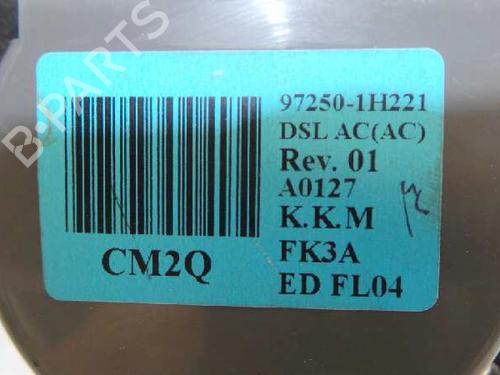 B-PARTS
97250-1H221
DSL AC(AC)
Rev. 01
A0127
K.K.M
FK3A
CM2Q
ED FL04